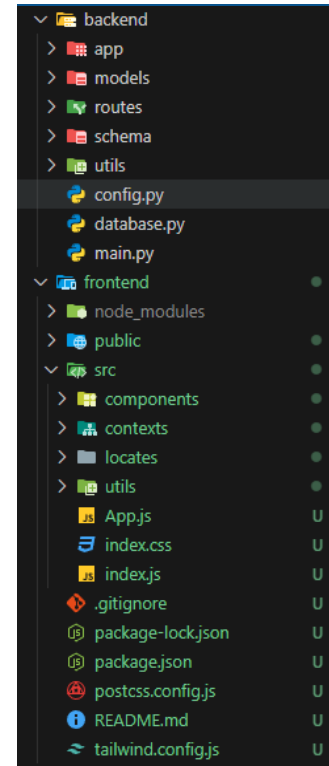 backend
app
models
routes
schema
utils
config.py
database.py
main.py
frontend
node_modules
public
src
components
contexts
locates
utils
JS App.js U
index.css U
JS index.js U
.gitignore U
package-lock.json U
package.json U
postcss.config.js U
README.md U
tailwind.config.js U